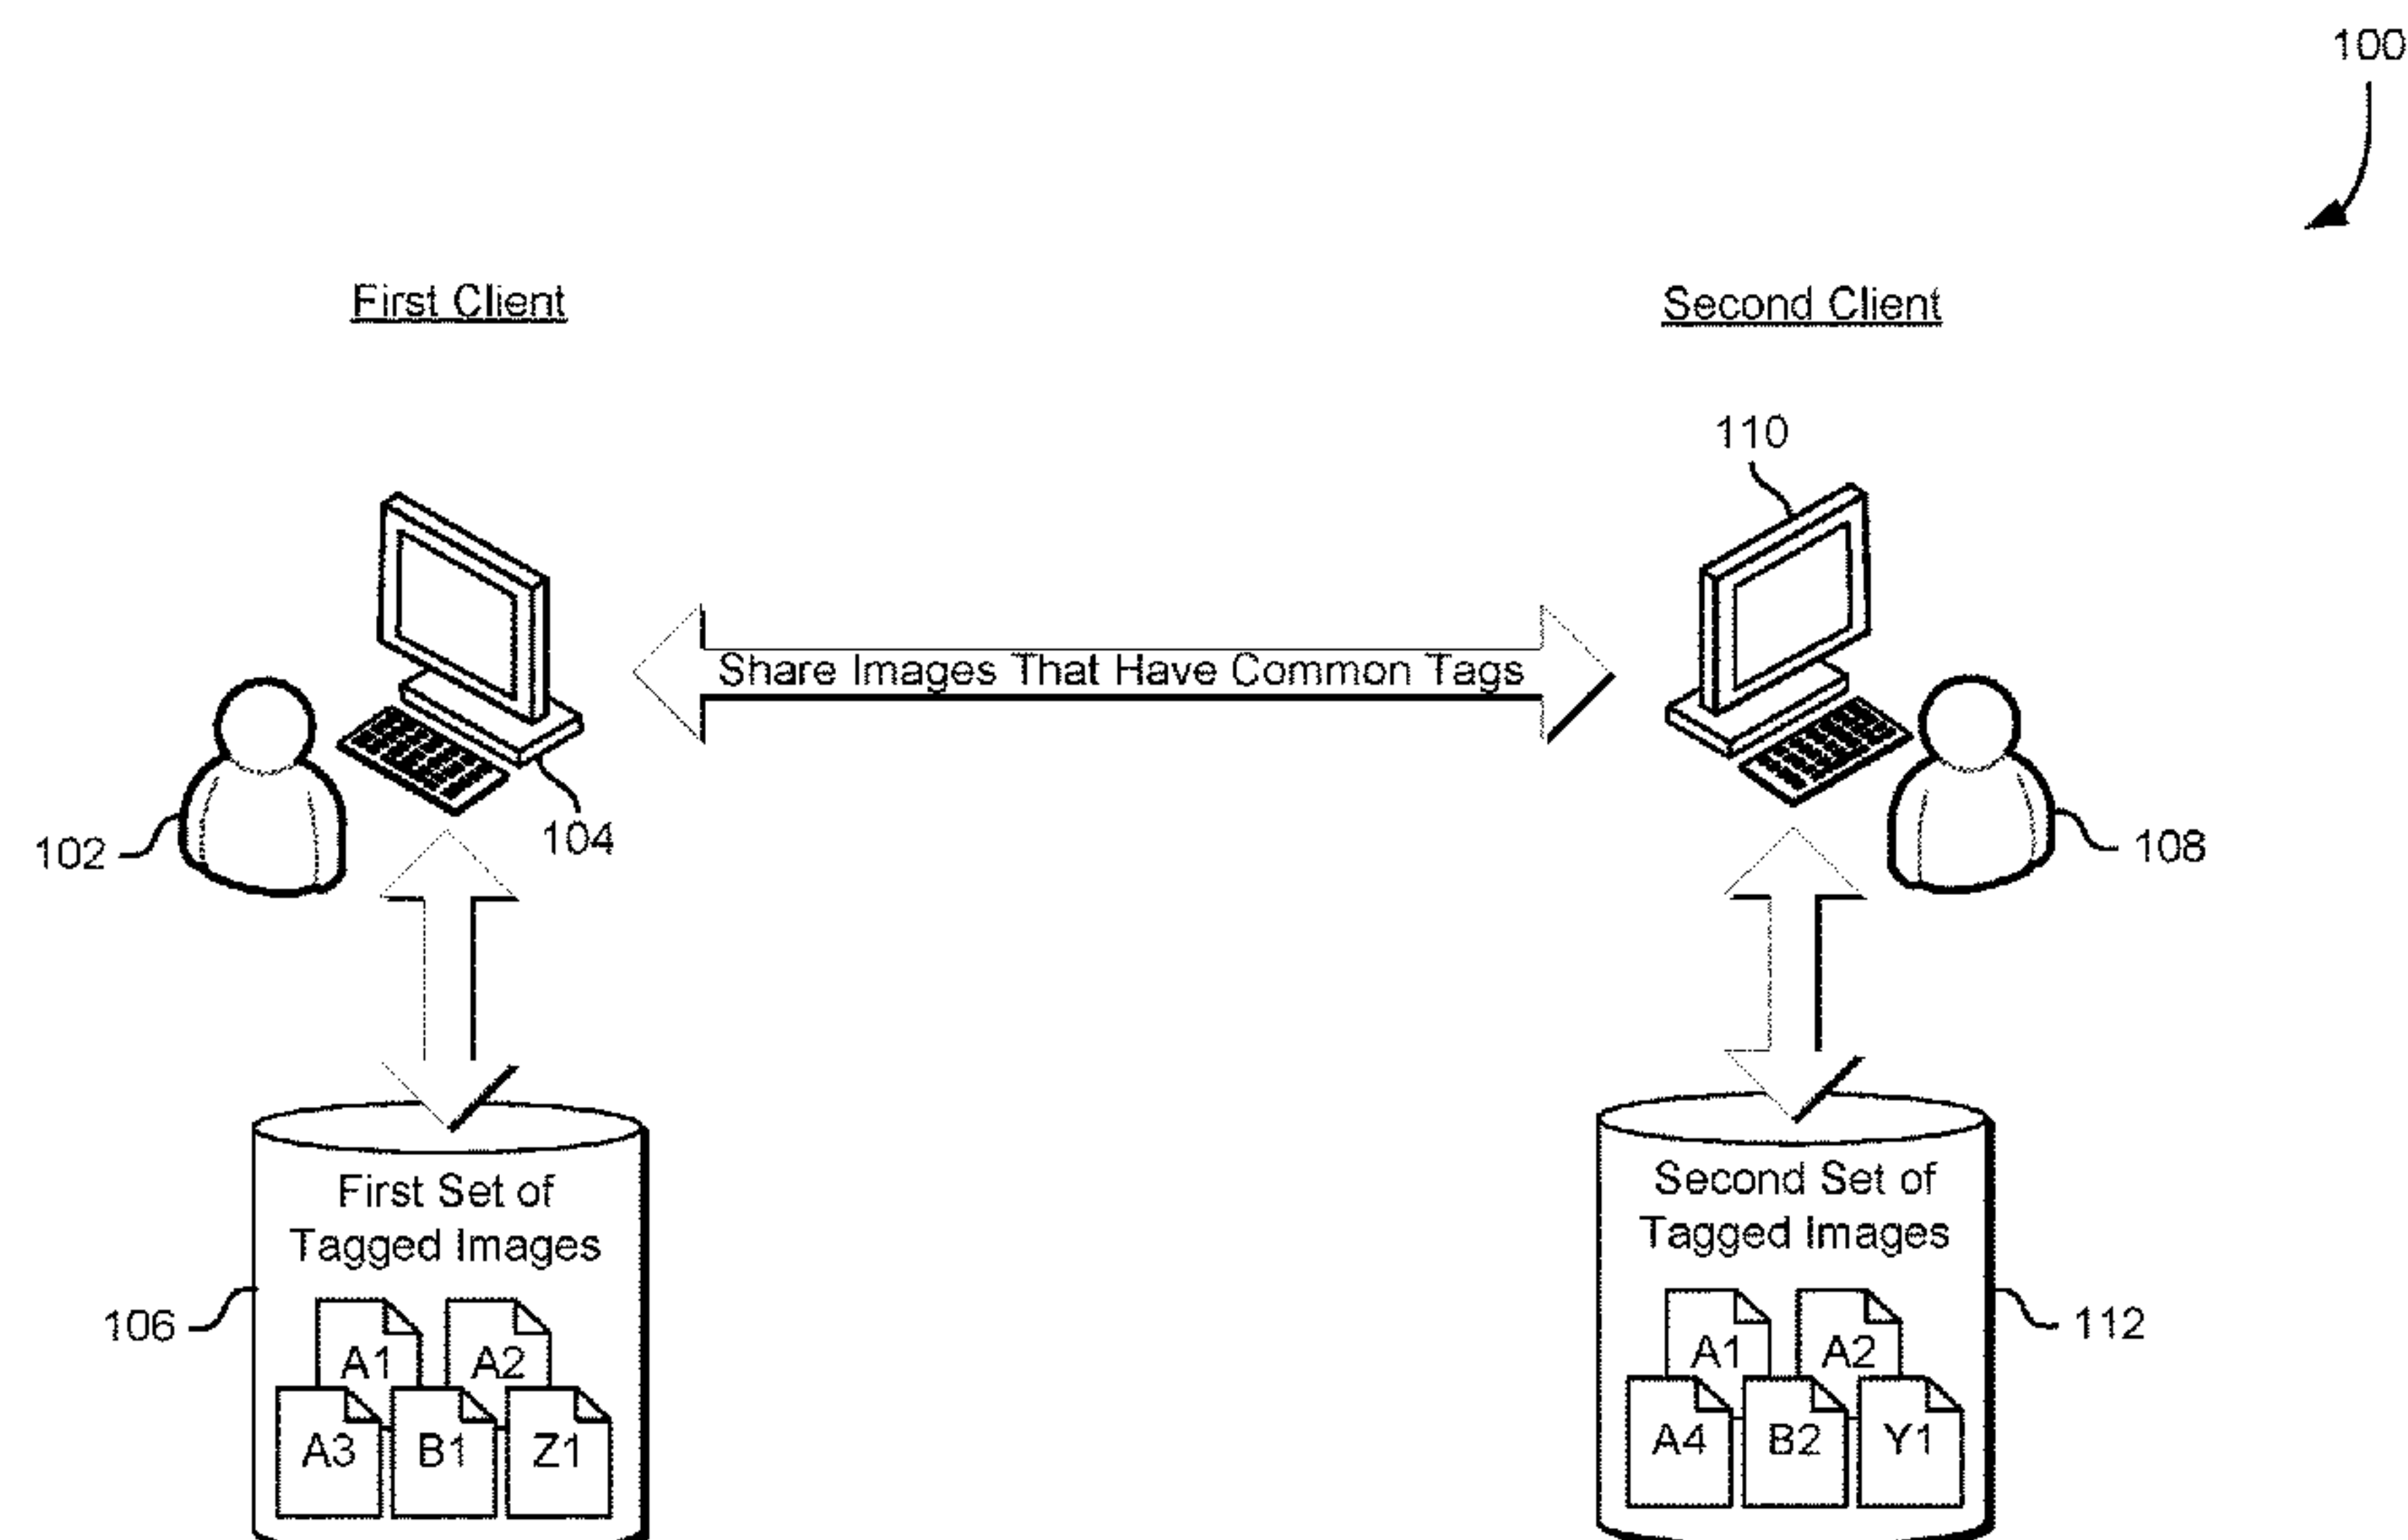 100
First Client
Second Client
110
Share Images That Have Common Tags
102
104
108
First Set of
Tagged Images
106
A1 A2
A3 B1 Z1
Second Set of
Tagged Images
112
A1 A2
A4 B2 Y1